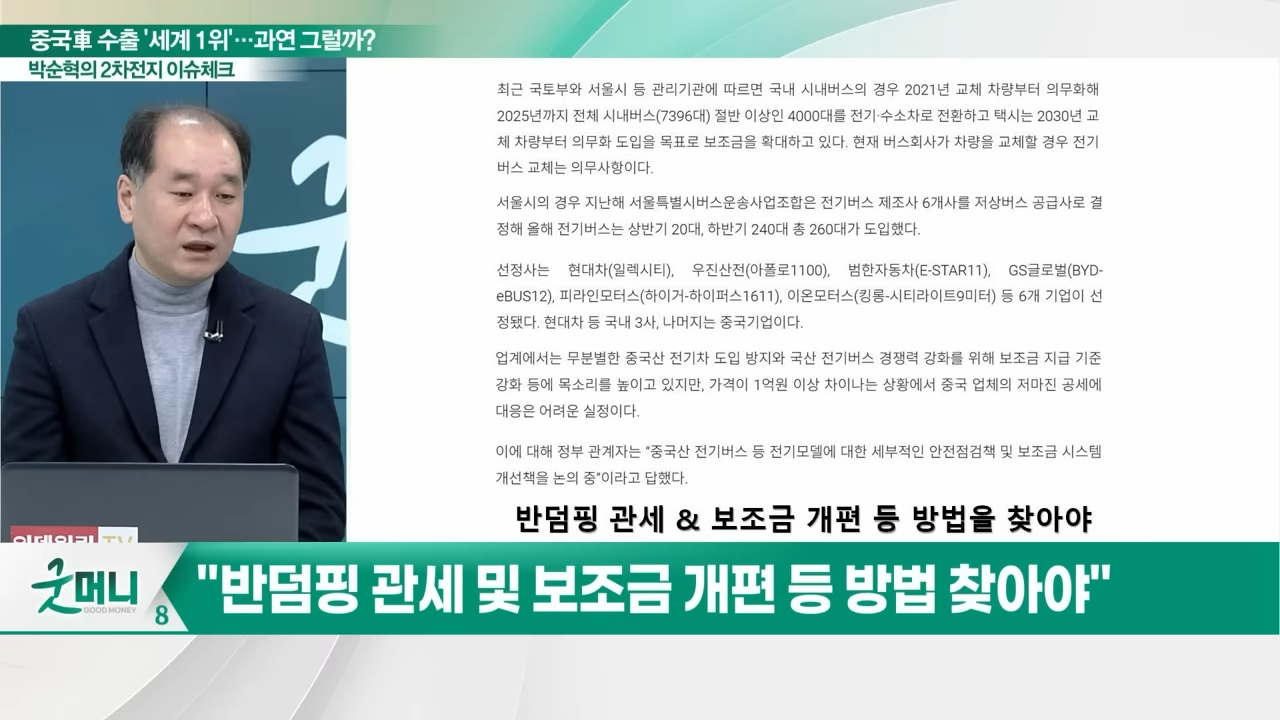 중국車 수출 '세계 1위'…과연 그럴까?
박순혁의 2차전지 이슈체크
최근 국토부와 서울시 등 관리기관에 따르면 국내 시내버스의 경우 2021년 교체 차량부터 의무화해
2025년까지 전체 시내버스(7396대) 절반 이상인 4000대를 전기·수소차로 전환하고 택시는 2030년 교
체 차량부터 의무화 도입을 목표로 보조금을 확대하고 있다. 현재 버스회사가 차량을 교체할 경우 전기
버스 교체는 의무사항이다.
서울시의 경우 지난해 서울특별시버스운송사업조합은 전기버스 제조사 6개사를 저상버스 공급사로 결
정해 올해 전기버스는 상반기 20대, 하반기 240대 총 260대가 도입했다.
선정사는 현대차(일렉시티), 우진산전(아폴로1100), 범한자동차(E-STAR11), GS글로벌(BYD-
eBUS12), 피라인모터스(하이거-하이퍼스1611), 이온모터스(킹롱-시티라이트9미터) 등 6개 기업이 선
정됐다. 현대차 등 국내 3사, 나머지는 중국기업이다.
업계에서는 무분별한 중국산 전기차 도입 방지와 국산 전기버스 경쟁력 강화를 위해 보조금 지급 기준
강화 등에 목소리를 높이고 있지만, 가격이 1억원 이상 차이나는 상황에서 중국 업체의 저마진 공세에
대응은 어려운 실정이다.
이에 대해 정부 관계자는 “중국산 전기버스 등 전기모델에 대한 세부적인 안전점검책 및 보조금 시스템
개선책을 논의 중”이라고 답했다.
반덤핑 관세 & 보조금 개편 등 방법을 찾아야
이데일리 TV
굿머니
GOOD MONEY
8
"반덤핑 관세 및 보조금 개편 등 방법 찾아야"